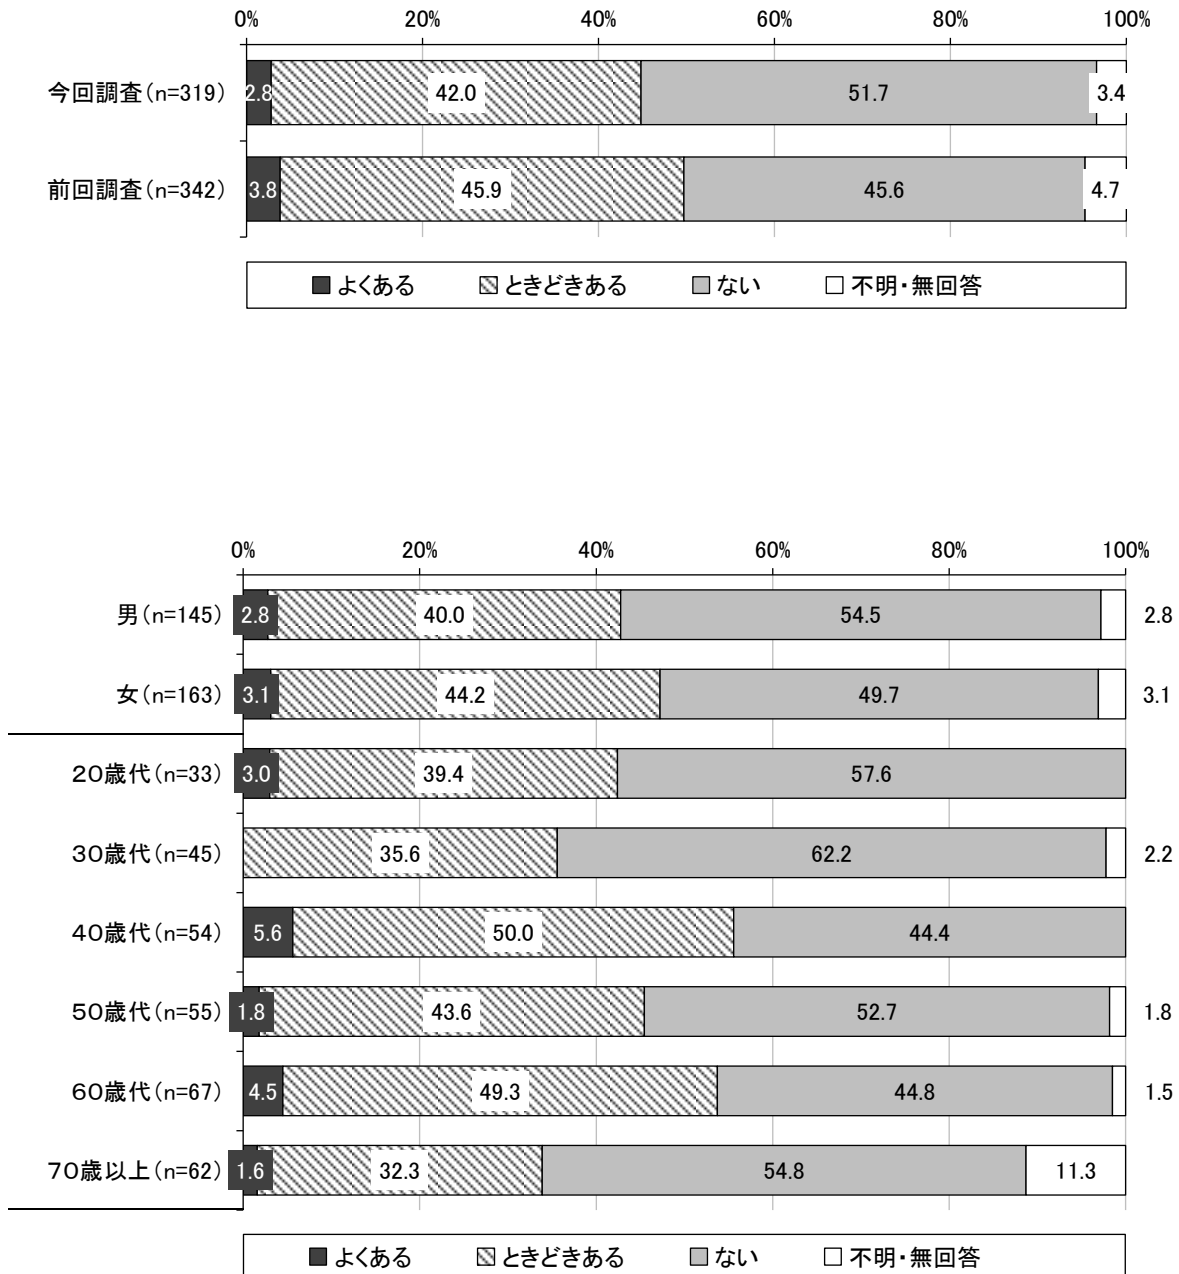 0% 20% 40% 60% 80% 100%
今回調査(n=319) 2.8 42.0 51.7 3.4
前回調査(n=342) 3.8 45.9 45.6 4.7
よくある ときどきある ない 不明・無回答
0% 20% 40% 60% 80% 100%
男(n=145) 2.8 40.0 54.5 2.8
女(n=163) 3.1 44.2 49.7 3.1
20歳代(n=33) 3.0 39.4 57.6
30歳代(n=45) 35.6 62.2 2.2
40歳代(n=54) 5.6 50.0 44.4
50歳代(n=55) 1.8 43.6 52.7 1.8
60歳代(n=67) 4.5 49.3 44.8 1.5
70歳以上(n=62) 1.6 32.3 54.8 11.3
よくある ときどきある ない 不明・無回答